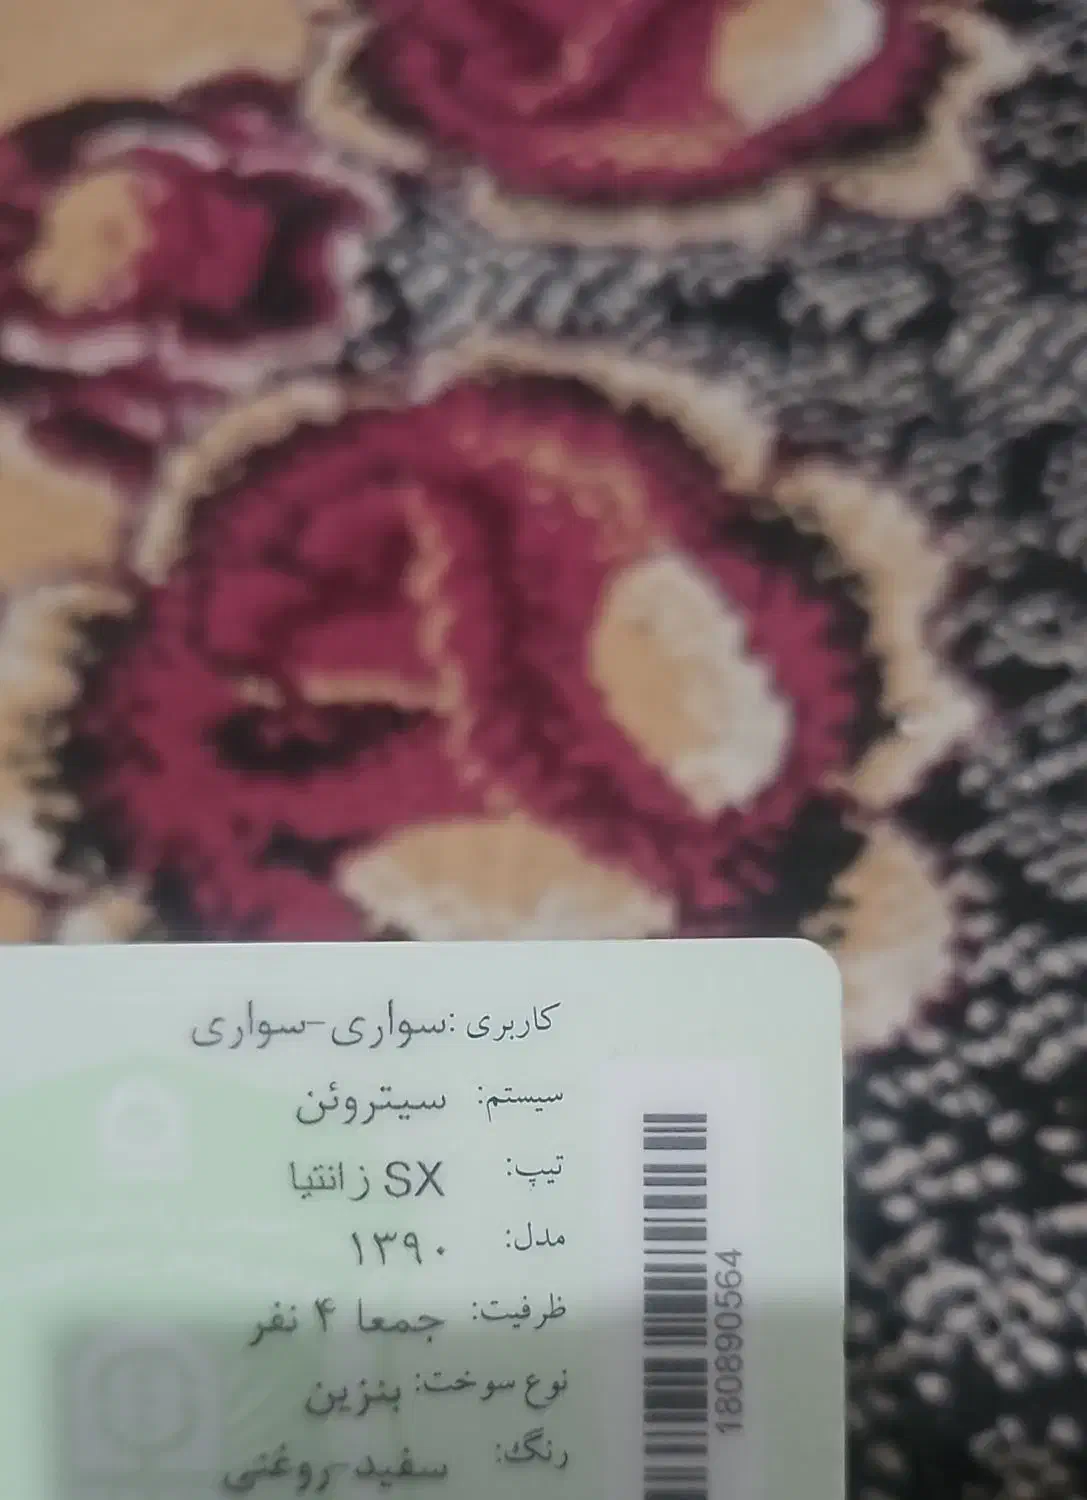 کاربری :سواری-سواری
سیستم: سیتروئن
تیپ: SX زانتیا
مدل: ۱۳۹۰
ظرفیت: جمعا ۴ نفر
نوع سوخت: بنزین
رنگ: سفید-روغنی
180890564